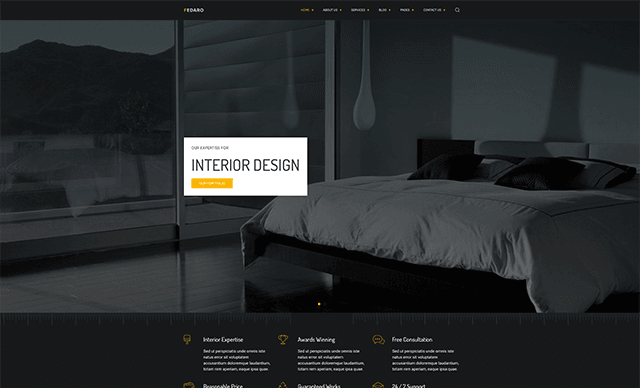 FEDARO
HOME ABOUT US SERVICES BLOG PAGES CONTACT US
OUR EXPERTISE FOR
INTERIOR DESIGN
OUR PORTFOLIO
Interior Expertise
Sed ut perspiciatis unde omnis iste
natus error sit voluptatem
accusantium doloremque laudantium,
totam rem aperiam, eaque ipsa quae.
Awards Winning
Sed ut perspiciatis unde omnis iste
natus error sit voluptatem
accusantium doloremque laudantium,
totam rem aperiam, eaque ipsa quae.
Free Consultation
Sed ut perspiciatis unde omnis iste
natus error sit voluptatem
accusantium doloremque laudantium,
totam rem aperiam, eaque ipsa quae.
Reasonable Price
Guaranteed Works
24 / 7 Support